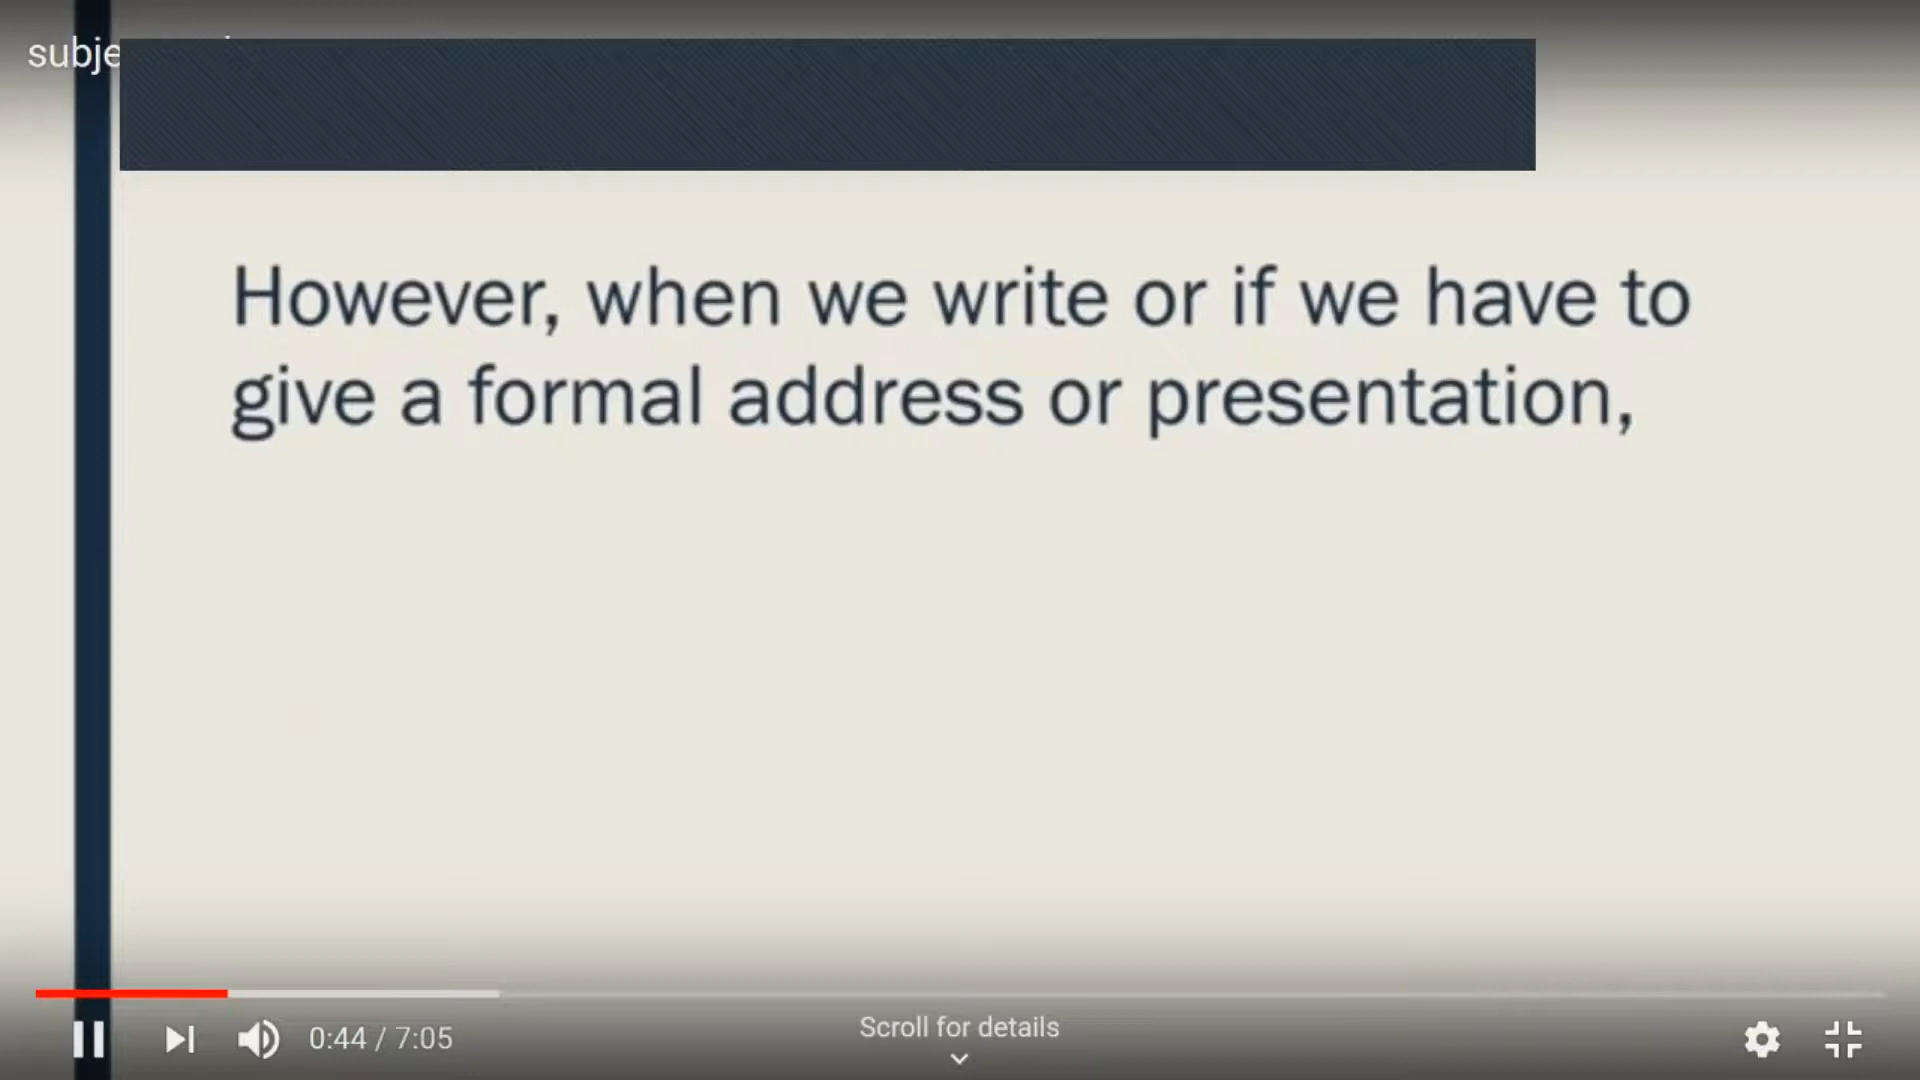 However, when we write or if we have to
give a formal address or presentation,
0:44 / 7:05
Scroll for details